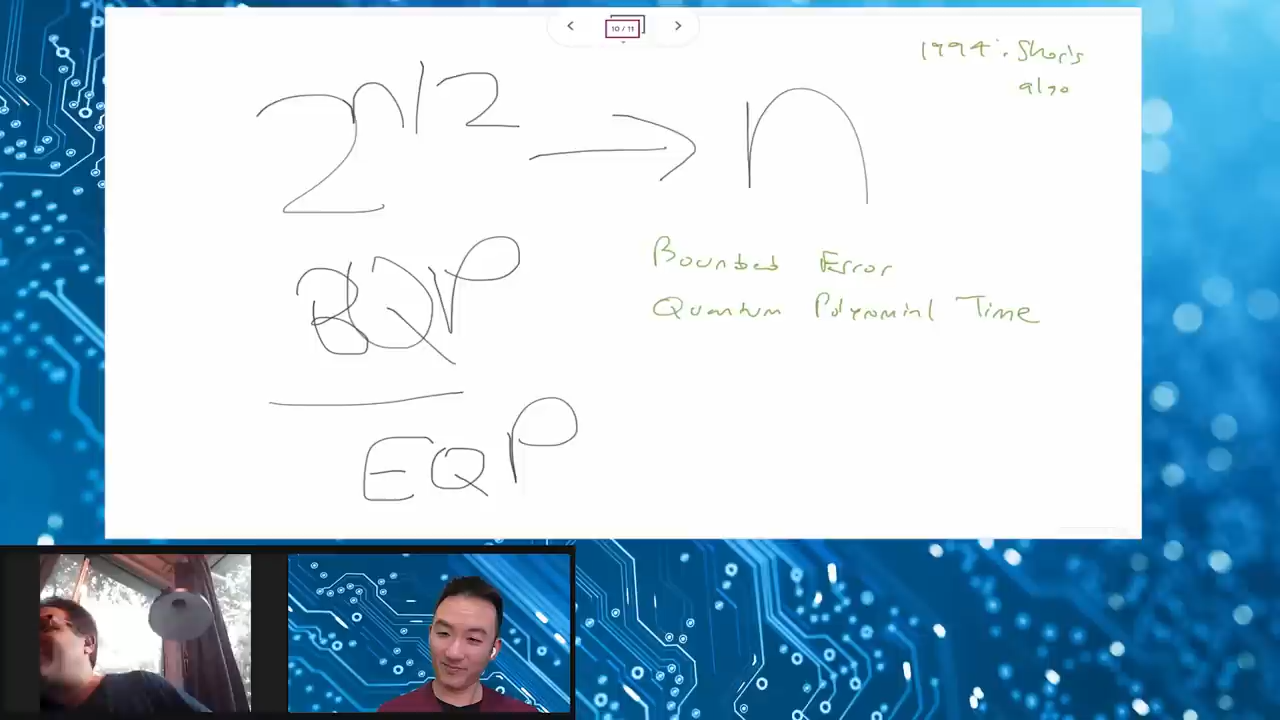 10 / 11
1994: Shor's
algo
2^n/2 → n
BQP
Bounded Error
Quantum Polynomial Time
EQP